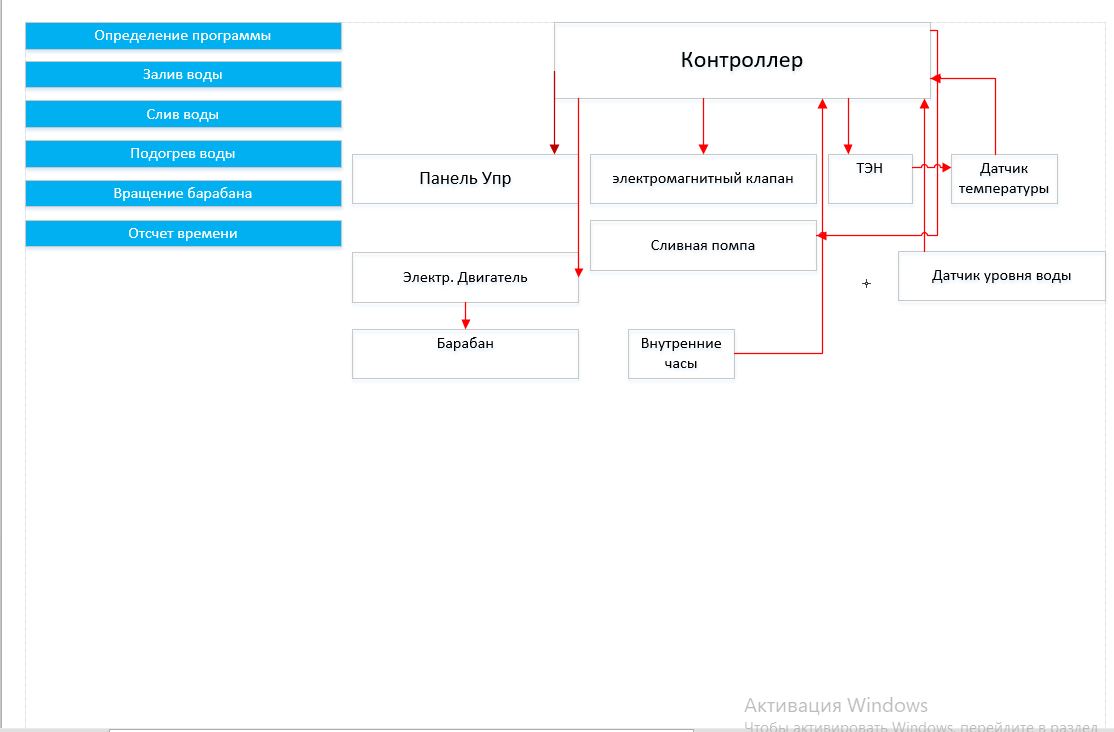 Определение программы
Залив воды
Слив воды
Подогрев воды
Вращение барабана
Отсчет времени
Контроллер
Панель Упр
электромагнитный клапан
ТЭН
Датчик
температуры
Сливная помпа
Электр. Двигатель
Датчик уровня воды
Барабан
Внутренние
часы
Активация Windows
Чтобы активировать Windows, перейдите в раздел